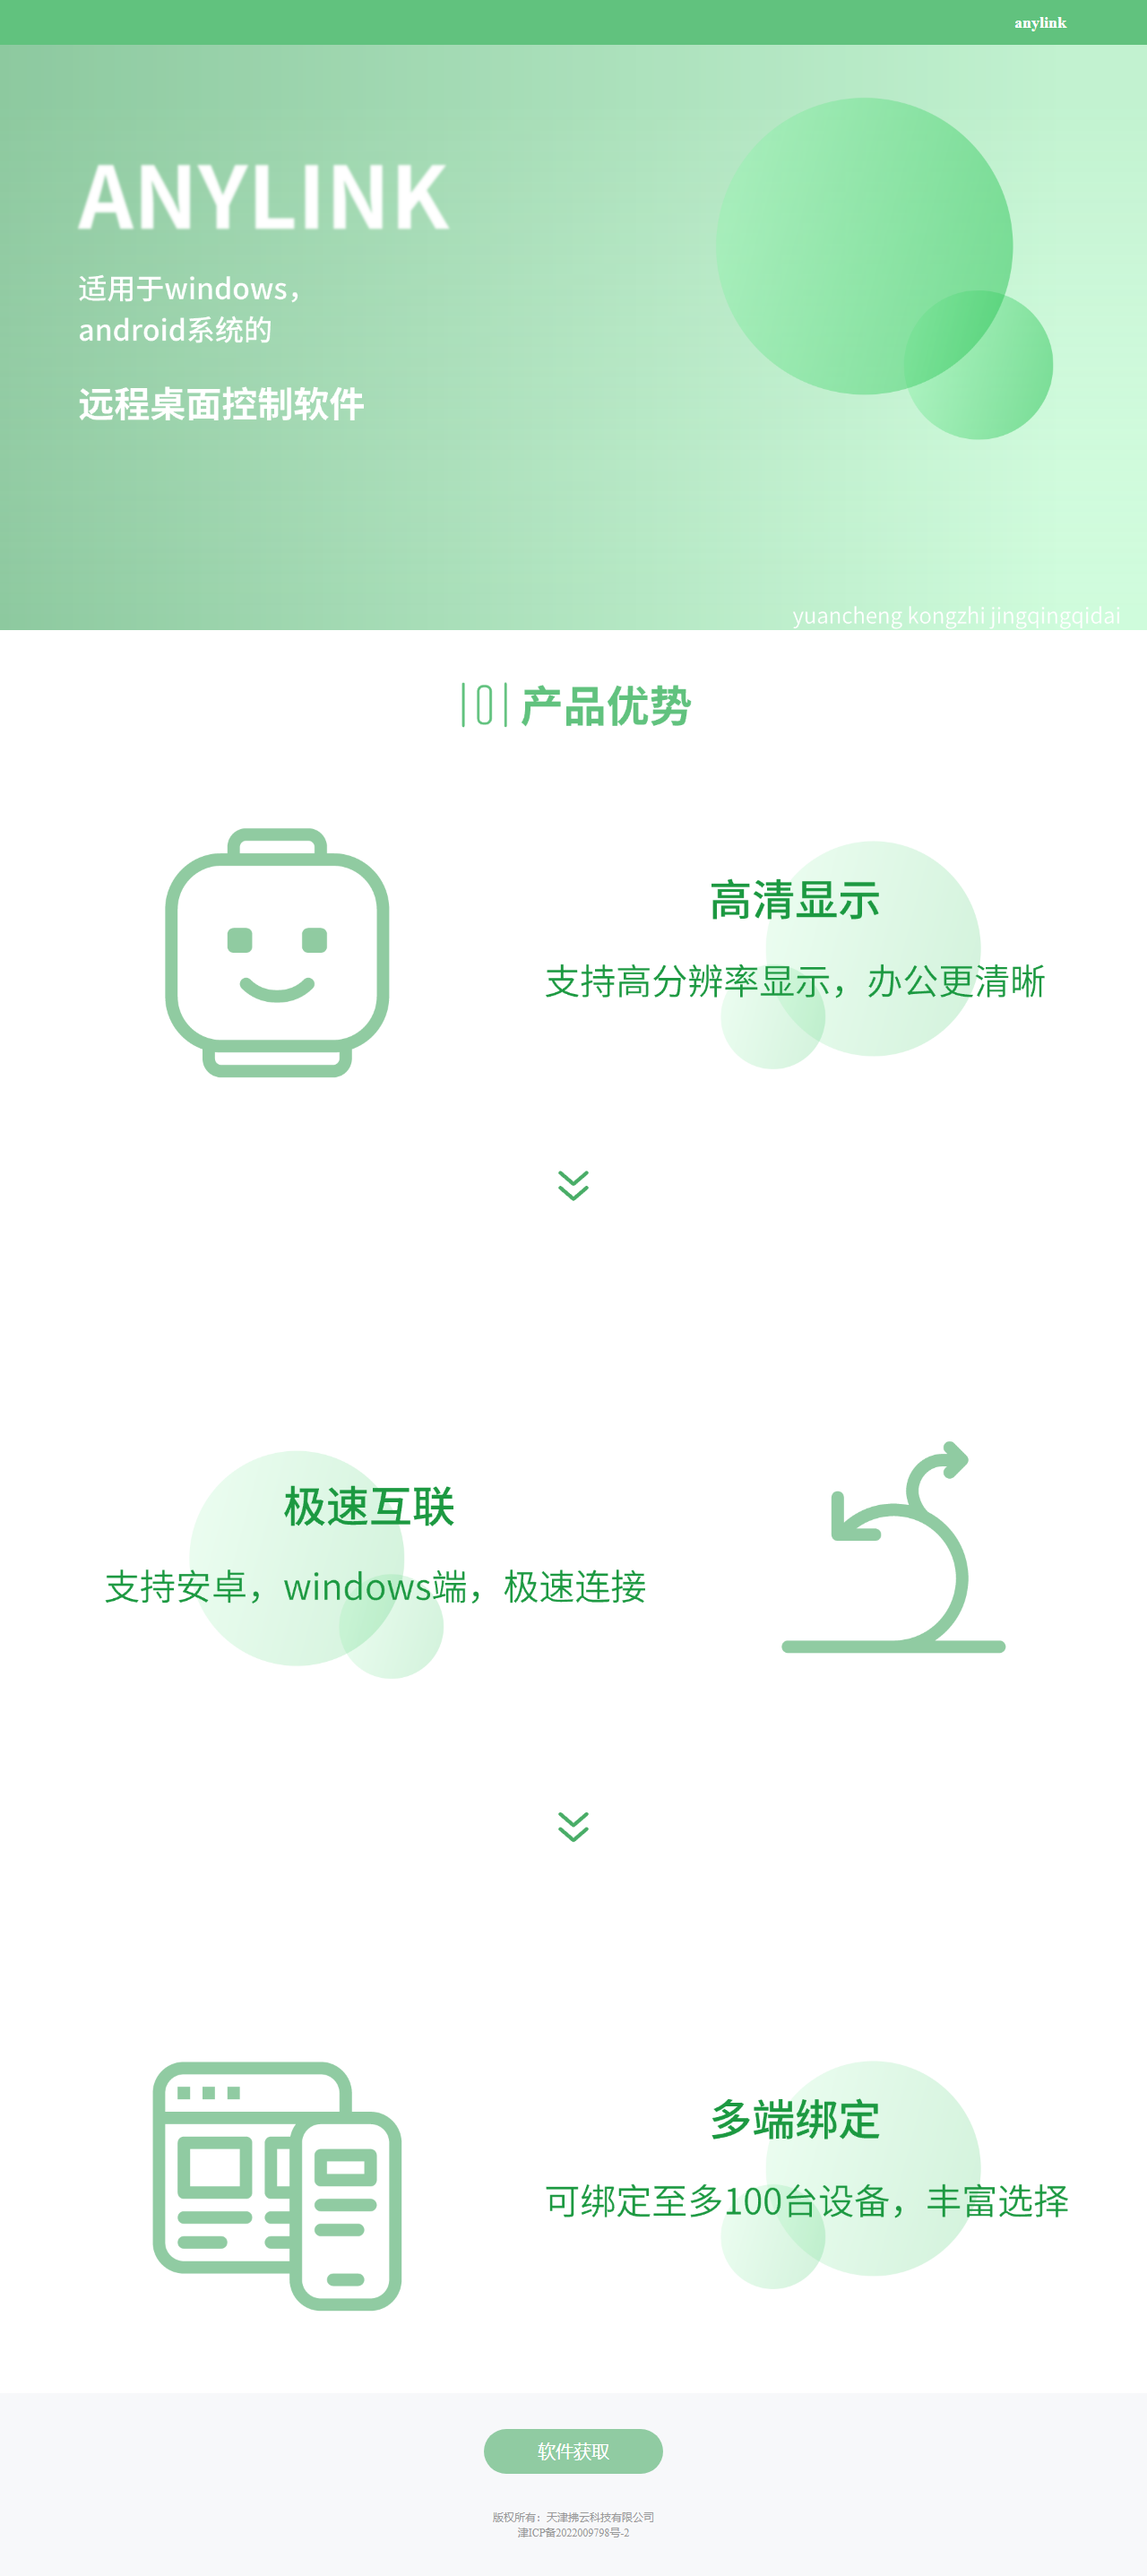 anylink
ANYLINK
适用于windows，
android系统的
远程桌面控制软件
yuancheng kongzhi jingqingqidai
产品优势
高清显示
支持高分辨率显示，办公更清晰
极速互联
支持安卓，windows端，极速连接
多端绑定
可绑定至多100台设备，丰富选择
软件获取
版权所有：天津拂云科技有限公司
津ICP备2022009798号-2